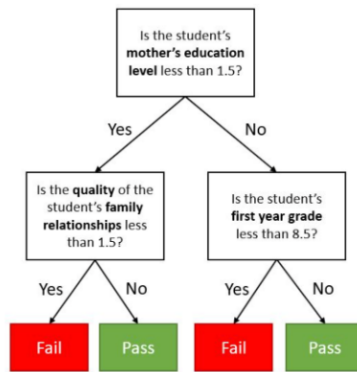 Is the student's
mother's education
level less than 1.5?
Yes
No
Is the quality of the
student's family
relationships less
than 1.5?
Is the student's
first year grade
less than 8.5?
Yes
No
Yes
No
Fail
Pass
Fail
Pass